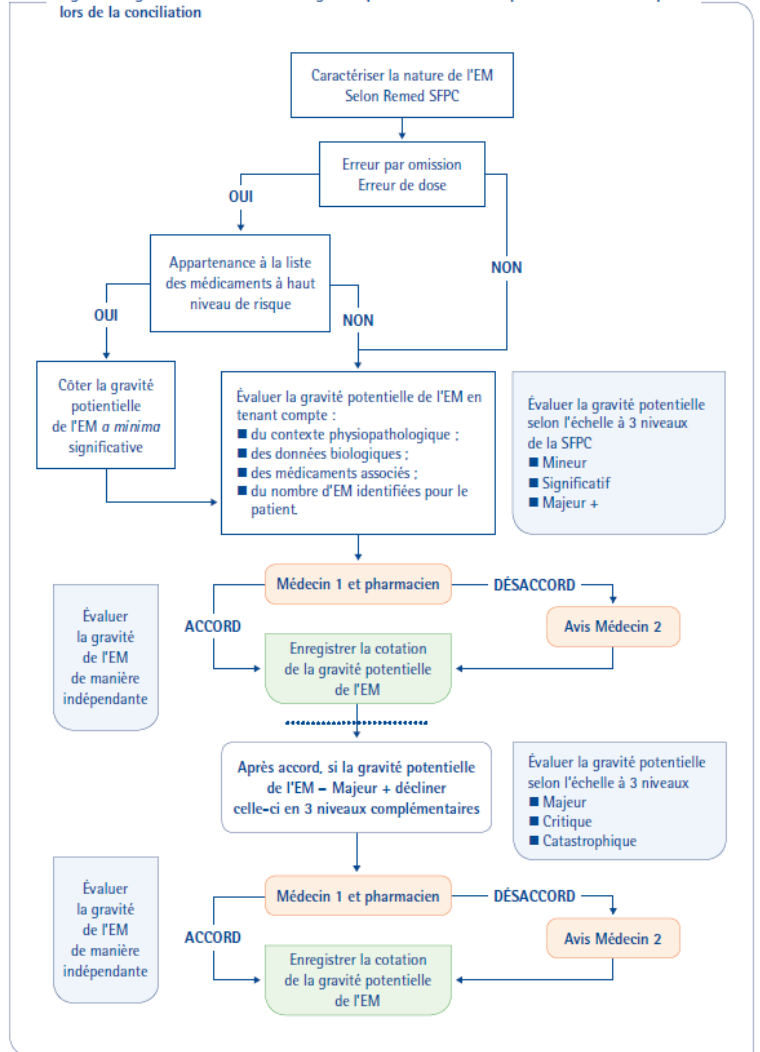 lors de la conciliation
Caractériser la nature de l'EM
Selon Remed SFPC
Erreur par omission
Erreur de dose
OUI
NON
Appartenance à la liste
des médicaments à haut
niveau de risque
OUI
NON
Côter la gravité
potientielle
de l'EM a minima
significative
Évaluer la gravité potentielle de l'EM en
tenant compte :
■ du contexte physiopathologique ;
■ des données biologiques ;
■ des médicaments associés ;
■ du nombre d'EM identifiées pour le
patient.
Évaluer la gravité potentielle
selon l'échelle à 3 niveaux
de la SFPC
■ Mineur
■ Significatif
■ Majeur +
Médecin 1 et pharmacien
DÉSACCORD
ACCORD
Avis Médecin 2
Évaluer
la gravité
de l'EM
de manière
indépendante
Enregistrer la cotation
de la gravité potentielle
de l'EM
Après accord, si la gravité potentielle
de l'EM – Majeur + décliner
celle-ci en 3 niveaux complémentaires
Évaluer la gravité potentielle
selon l'échelle à 3 niveaux
■ Majeur
■ Critique
■ Catastrophique
Médecin 1 et pharmacien
DÉSACCORD
ACCORD
Avis Médecin 2
Évaluer
la gravité
de l'EM
de manière
indépendante
Enregistrer la cotation
de la gravité potentielle
de l'EM